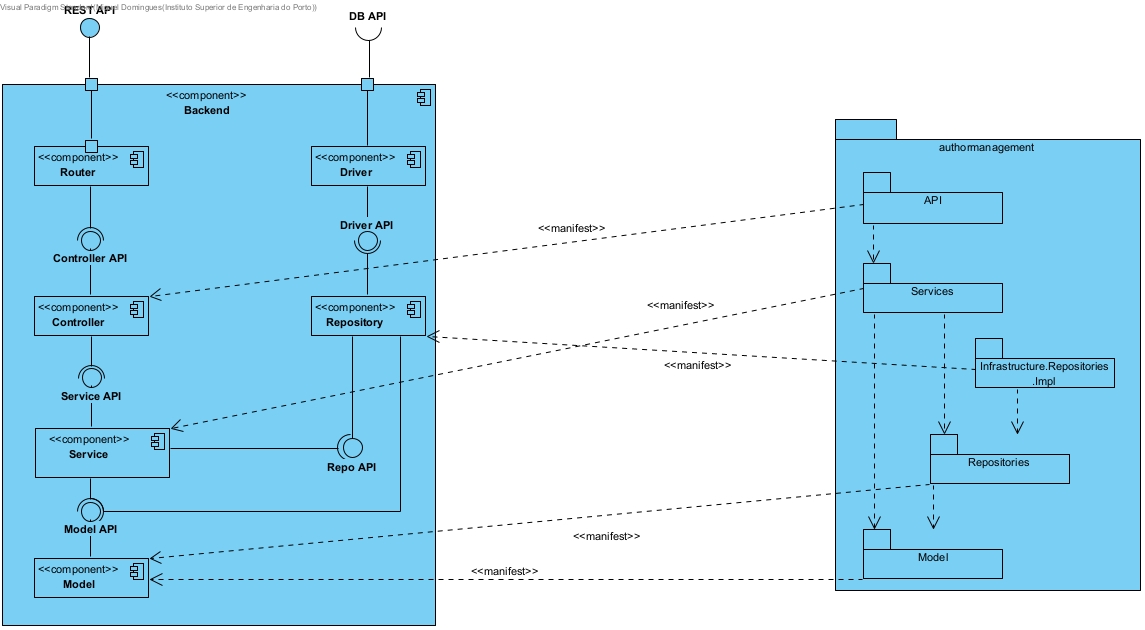 Visual Paradigm Standard(Miguel Domingues(Instituto Superior de Engenharia do Porto))
REST API
DB API
<<component>>
Backend
authormanagement
<<component>>
Router
<<component>>
Driver
API
Driver API
<<manifest>>
Controller API
Services
<<component>>
Controller
<<component>>
Repository
<<manifest>>
<<manifest>>
Infrastructure.Repositories
.Impl
Service API
<<component>>
Service
Repo API
Repositories
Model API
<<manifest>>
<<component>>
Model
<<manifest>>
Model